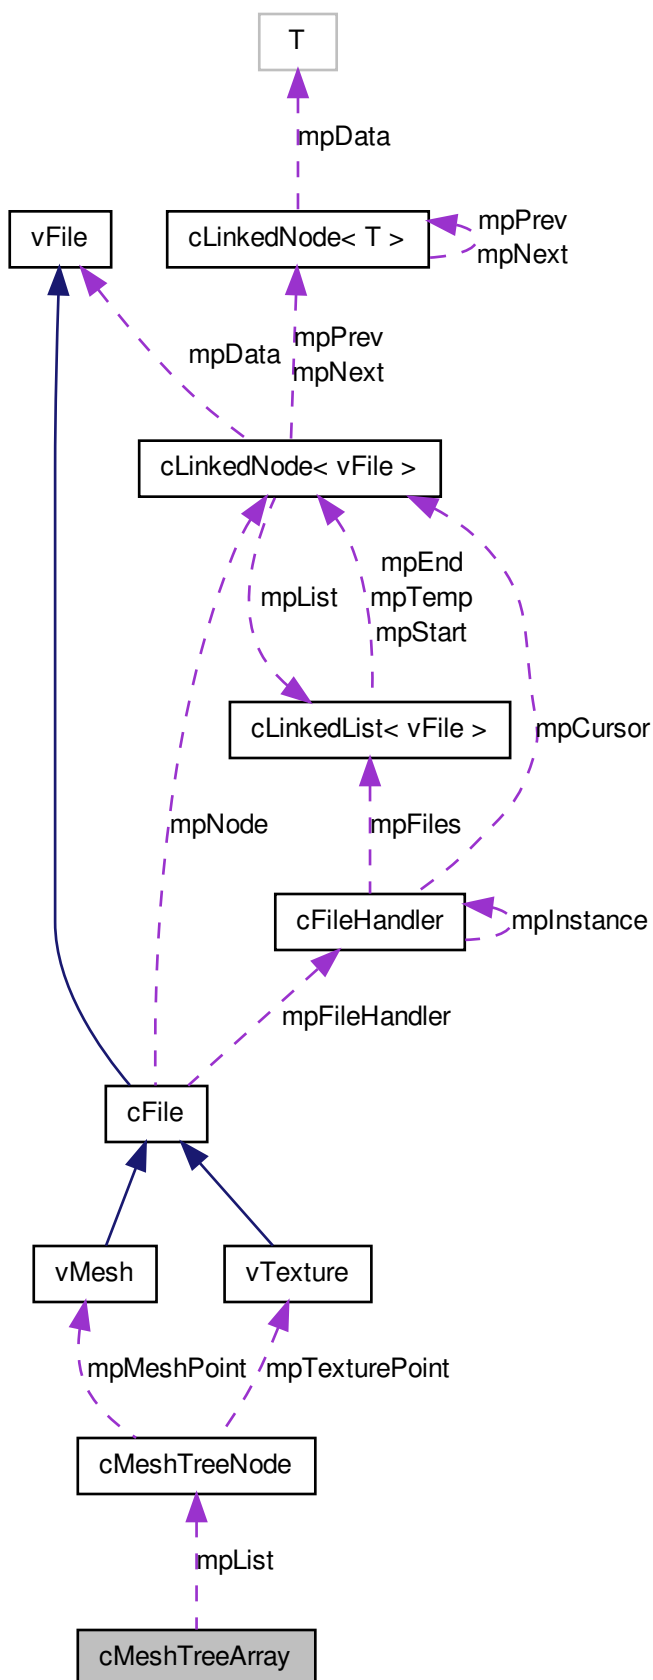 T
mpData
vFile
cLinkedNode< T >
mpPrev
mpNext
mpData
mpPrev
mpNext
cLinkedNode< vFile >
mpList
mpEnd
mpTemp
mpStart
cLinkedList< vFile >
mpCursor
mpNode
mpFiles
cFileHandler
mpInstance
mpFileHandler
cFile
vMesh
vTexture
mpMeshPoint
mpTexturePoint
cMeshTreeNode
mpList
cMeshTreeArray